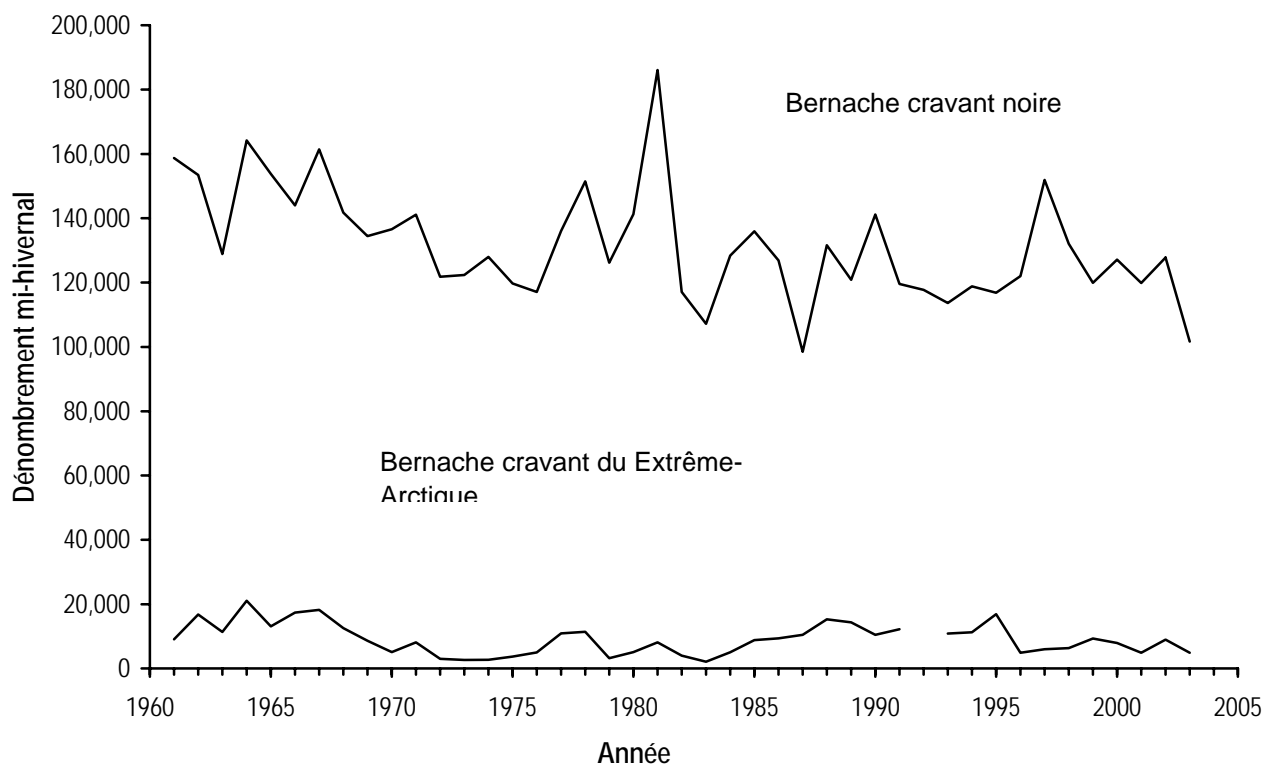 200,000
180,000
160,000
140,000
120,000
100,000
80,000
60,000
40,000
20,000
0
Dénombrement mi-hivernal
Bernache cravant noire
Bernache cravant du Extrême-
Arctique
1960 1965 1970 1975 1980 1985 1990 1995 2000 2005
Année